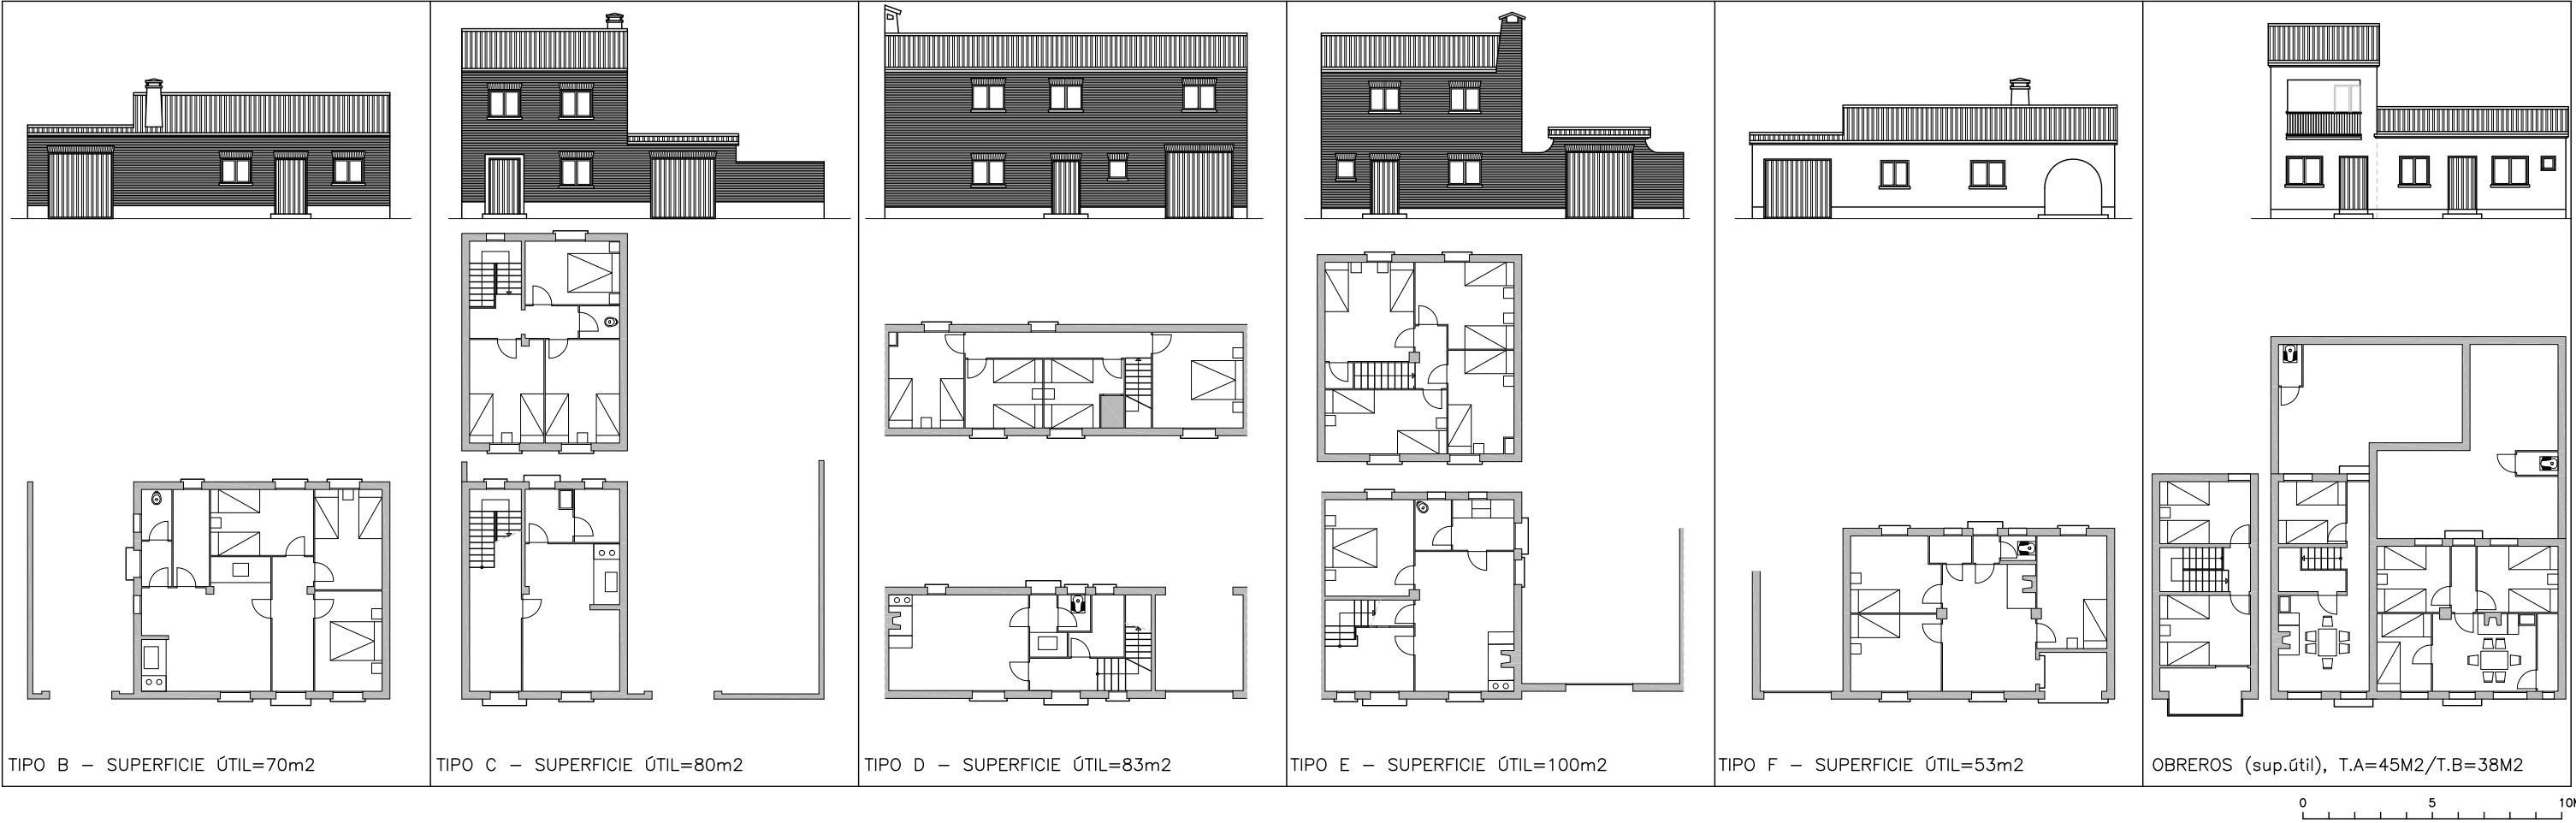 TIPO B – SUPERFICIE ÚTIL=70m2
TIPO C – SUPERFICIE ÚTIL=80m2
TIPO D – SUPERFICIE ÚTIL=83m2
TIPO E – SUPERFICIE ÚTIL=100m2
TIPO F – SUPERFICIE ÚTIL=53m2
OBREROS (sup.útil), T.A=45M2/T.B=38M2
0 5 10M